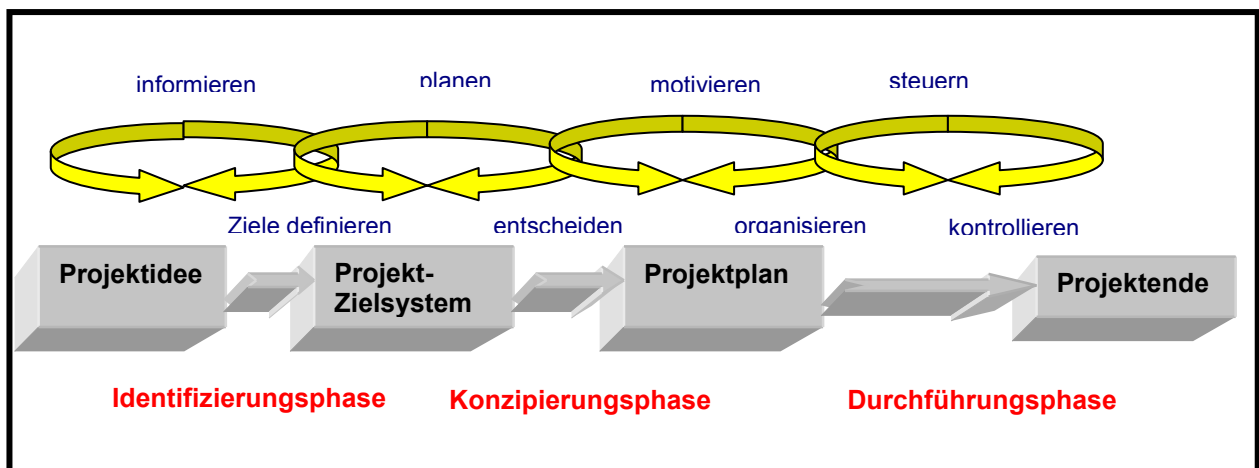 informieren planen motivieren steuern
Ziele definieren entscheiden organisieren kontrollieren
Projektidee
Projekt-
Zielsystem
Projektplan
Projektende
Identifizierungsphase Konzipierungsphase Durchführungsphase